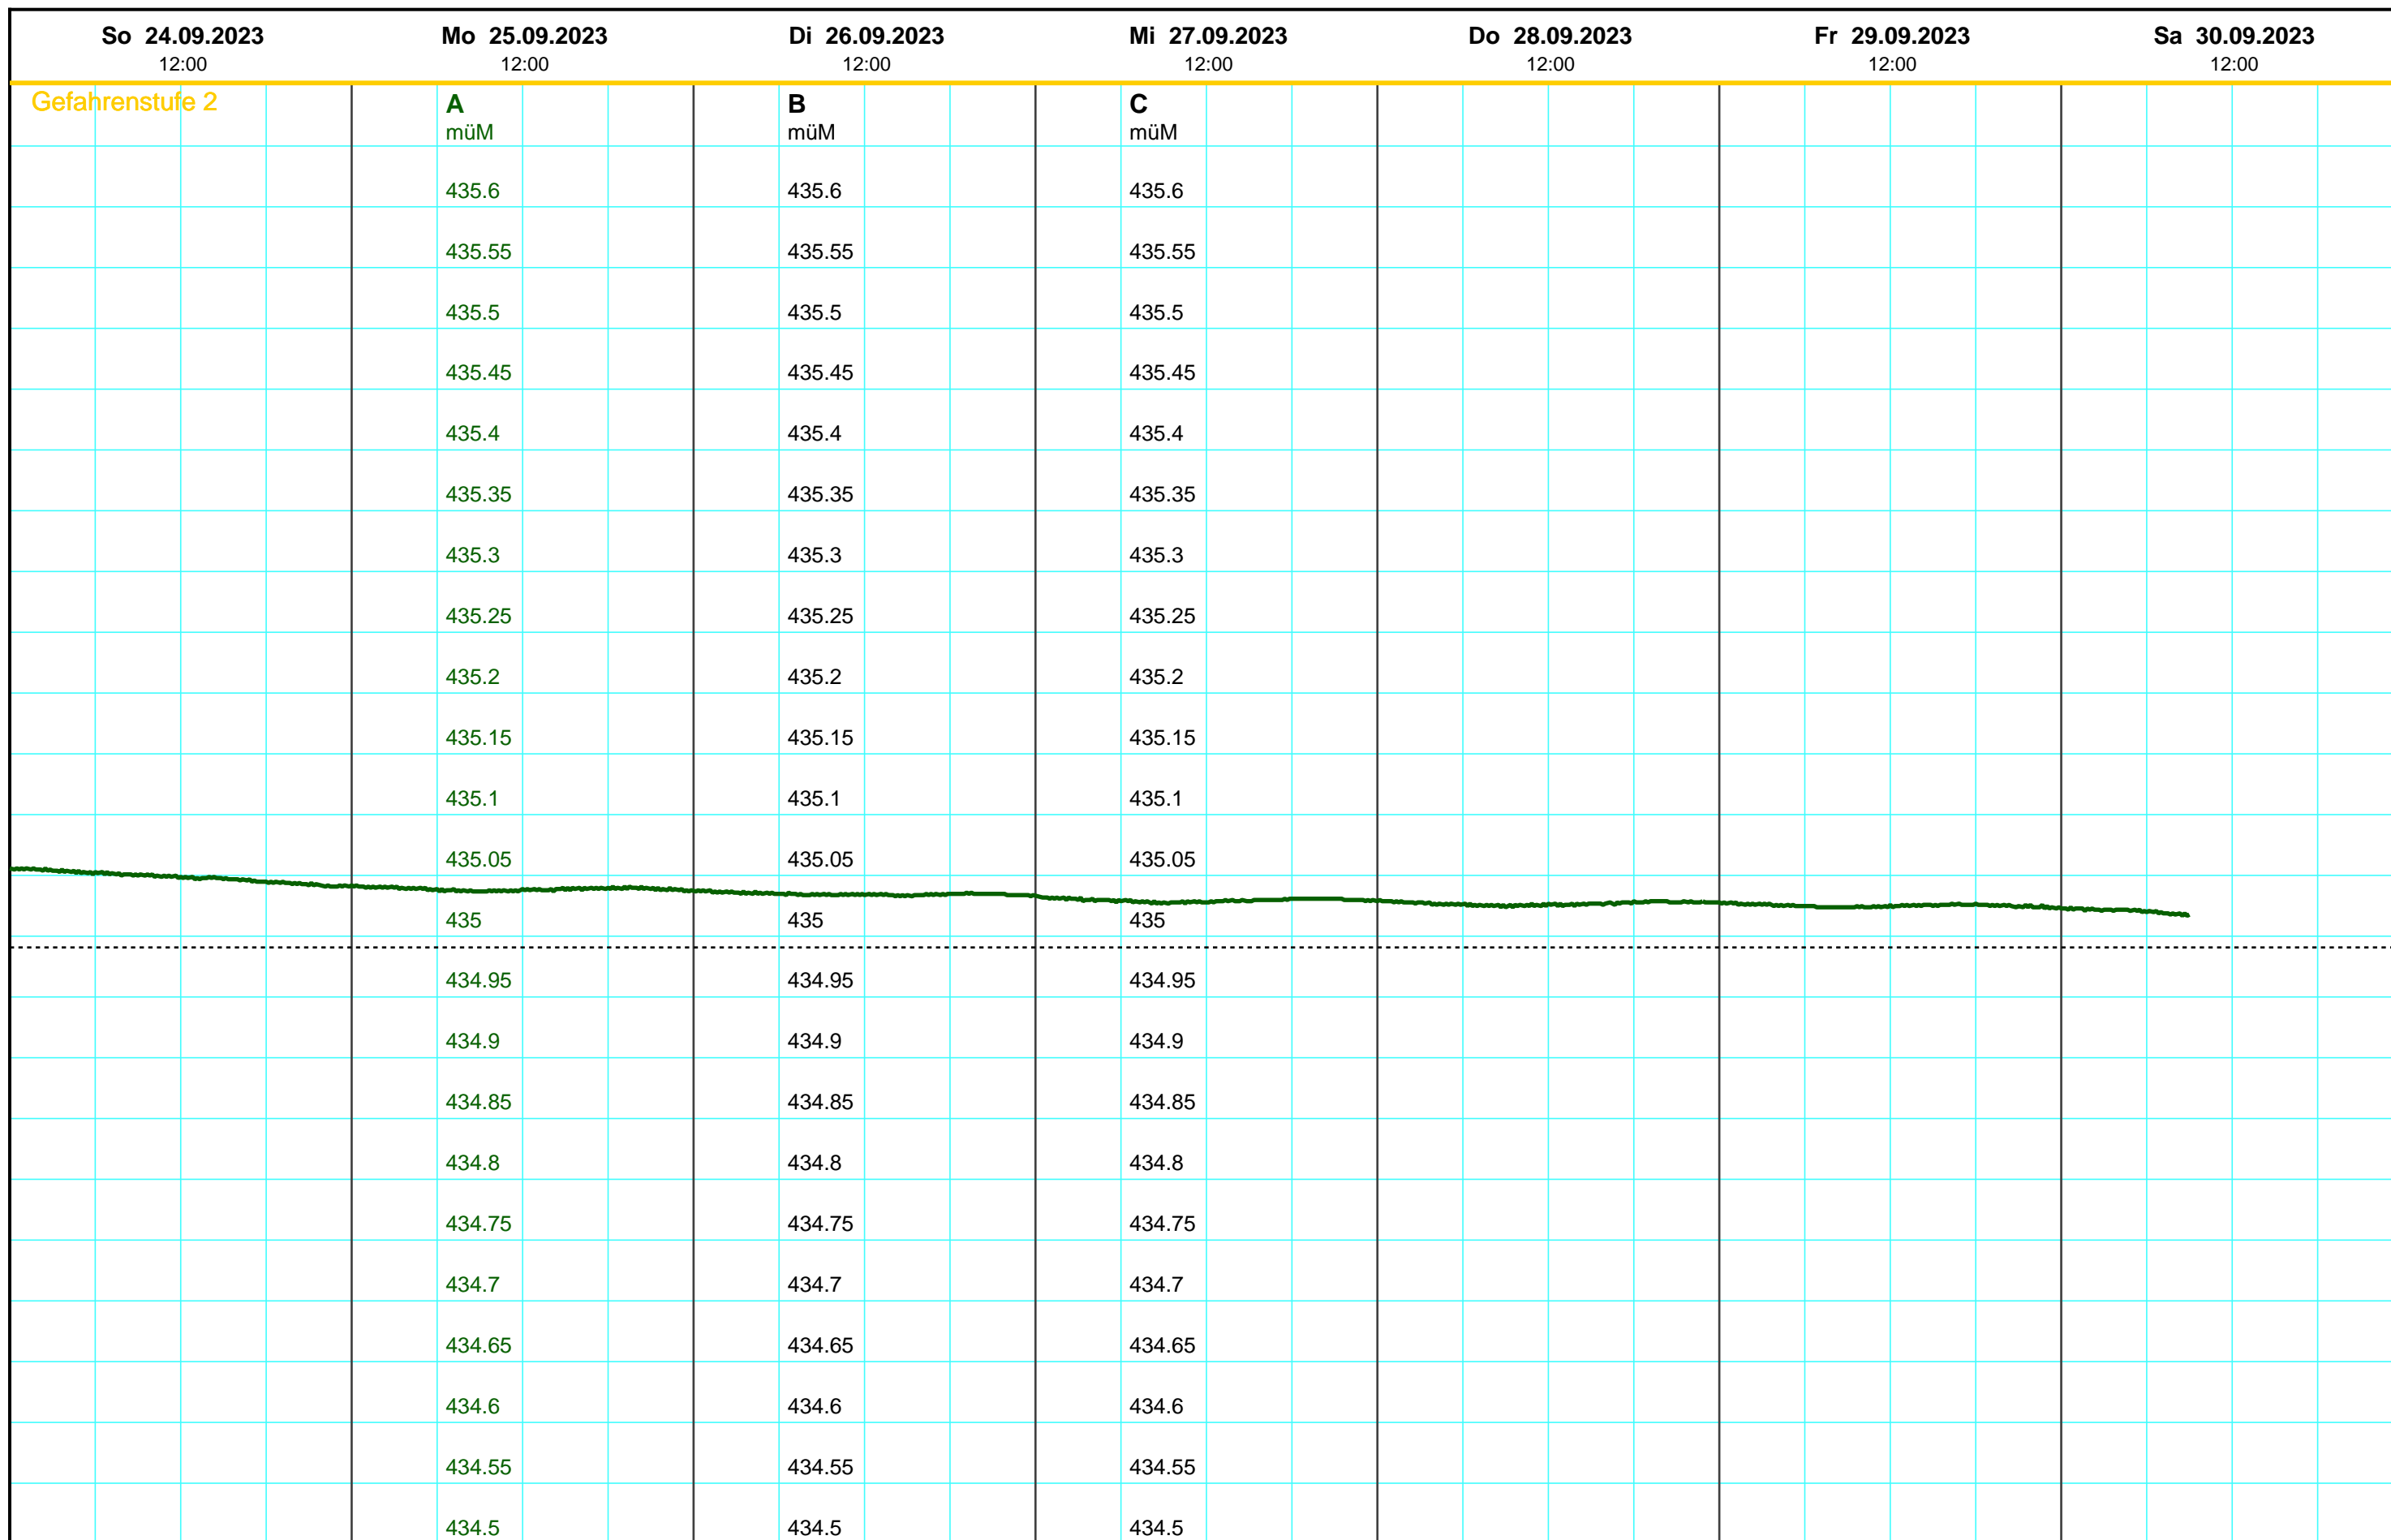 So 24.09.2023 Mo 25.09.2023 Di 26.09.2023 Mi 27.09.2023 Do 28.09.2023 Fr 29.09.2023 Sa 30.09.2023
12:00 12:00 12:00 12:00 12:00 12:00 12:00
Gefahrenstufe 2 A B C
müM müM müM
435.6 435.6 435.6
435.55 435.55 435.55
435.5 435.5 435.5
435.45 435.45 435.45
435.4 435.4 435.4
435.35 435.35 435.35
435.3 435.3 435.3
435.25 435.25 435.25
435.2 435.2 435.2
435.15 435.15 435.15
435.1 435.1 435.1
435.05 435.05 435.05
435 435 435
434.95 434.95 434.95
434.9 434.9 434.9
434.85 434.85 434.85
434.8 434.8 434.8
434.75 434.75 434.75
434.7 434.7 434.7
434.65 434.65 434.65
434.6 434.6 434.6
434.55 434.55 434.55
434.5 434.5 434.5